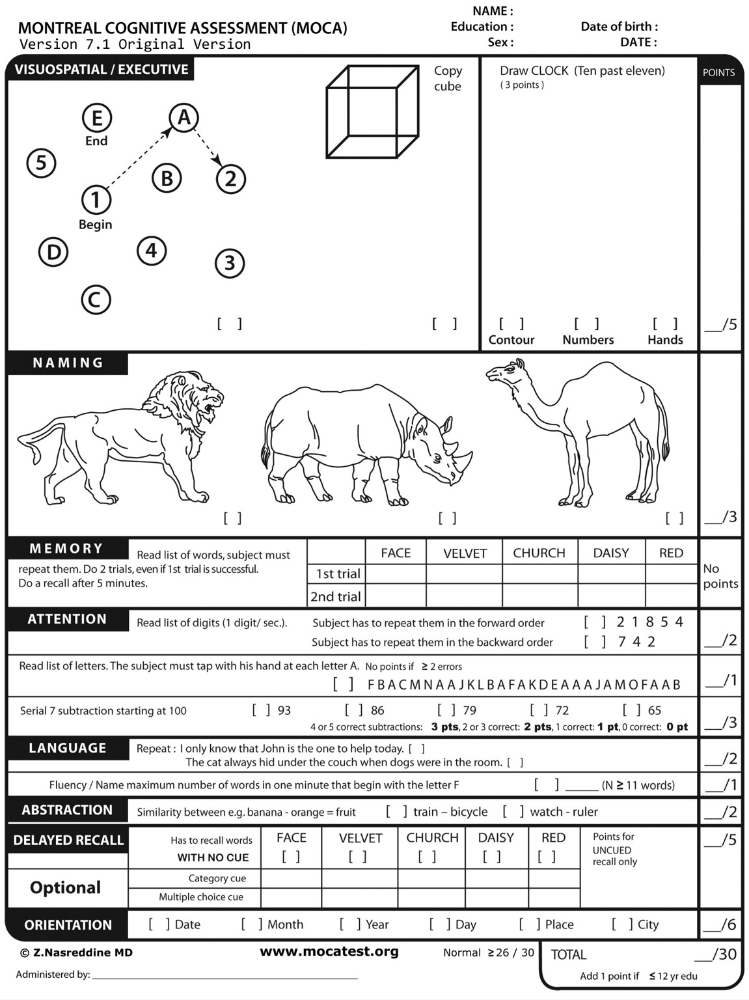 NAME :
MONTREAL COGNITIVE ASSESSMENT (MOCA)
Education : Date of birth :
Version 7.1 Original Version
Sex : DATE :
VISUOSPATIAL / EXECUTIVE
Copy cube
Draw CLOCK (Ten past eleven)
( 3 points )
POINTS
E
End
A
5
B
2
1
Begin
D
4
3
C
[ ] [ ] [ ] [ ] [ ] __/5
Contour Numbers Hands
NAMING
[ ] [ ] [ ] __/3
MEMORY
Read list of words, subject must
repeat them. Do 2 trials, even if 1st trial is successful.
Do a recall after 5 minutes.
FACE VELVET CHURCH DAISY RED
1st trial
2nd trial
No points
ATTENTION
Read list of digits (1 digit/ sec.). Subject has to repeat them in the forward order [ ] 2 1 8 5 4
Subject has to repeat them in the backward order [ ] 7 4 2 __/2
Read list of letters. The subject must tap with his hand at each letter A. No points if ≥ 2 errors
[ ] F B A C M N A A J K L B A F A K D E A A A J A M O F A A B __/1
Serial 7 subtraction starting at 100 [ ] 93 [ ] 86 [ ] 79 [ ] 72 [ ] 65
4 or 5 correct subtractions: 3 pts, 2 or 3 correct: 2 pts, 1 correct: 1 pt, 0 correct: 0 pt __/3
LANGUAGE
Repeat : I only know that John is the one to help today. [ ]
The cat always hid under the couch when dogs were in the room. [ ] __/2
Fluency / Name maximum number of words in one minute that begin with the letter F [ ] _____ (N ≥ 11 words) __/1
ABSTRACTION
Similarity between e.g. banana - orange = fruit [ ] train – bicycle [ ] watch - ruler __/2
DELAYED RECALL
Has to recall words
WITH NO CUE
FACE VELVET CHURCH DAISY RED
[ ] [ ] [ ] [ ] [ ]
Points for
UNCUED
recall only
__/5
Optional
Category cue
Multiple choice cue
ORIENTATION [ ] Date [ ] Month [ ] Year [ ] Day [ ] Place [ ] City __/6
© Z.Nasreddine MD www.mocatest.org Normal ≥ 26 / 30 TOTAL __/30
Administered by: ____________________ Add 1 point if ≤ 12 yr edu